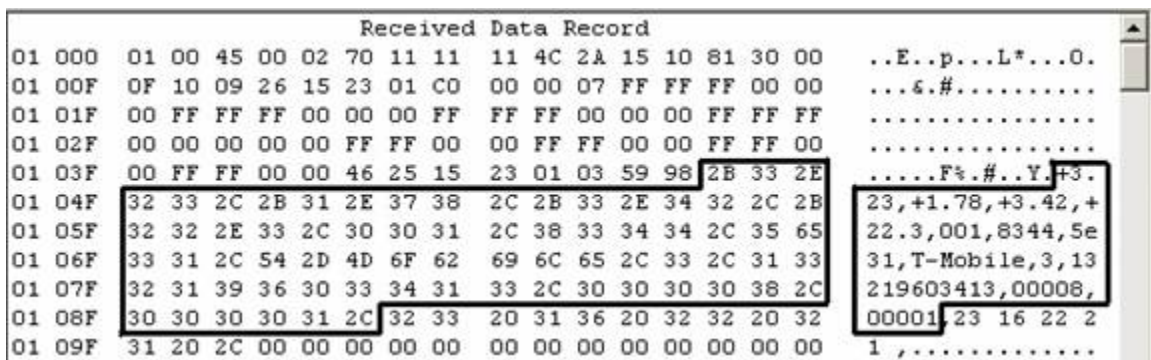 Received Data Record
01 000 01 00 45 00 02 70 11 11 11 4C 2A 15 10 81 30 00 ..E..p...L*...0.
01 00F 0F 10 09 26 15 23 01 C0 00 00 07 FF FF FF 00 00 ...&.#..........
01 01F 00 FF FF FF 00 00 00 FF FF FF 00 00 00 FF FF FF ................
01 02F 00 00 00 00 00 FF FF 00 00 FF FF 00 00 FF FF 00 ................
01 03F 00 FF FF 00 00 46 25 15 23 01 03 59 98 2B 33 2E .....F%.#..Y.+3.
01 04F 32 33 2C 2B 31 2E 37 38 2C 2B 33 2E 34 32 2C 2B 23,+1.78,+3.42,+
01 05F 32 32 2E 33 2C 30 30 31 2C 38 33 34 34 2C 35 65 22.3,001,8344,5e
01 06F 33 31 2C 54 2D 4D 6F 62 69 6C 65 2C 33 2C 31 33 31,T-Mobile,3,13
01 07F 32 31 39 36 30 33 34 31 33 2C 30 30 30 30 38 2C 219603413,00008,
01 08F 30 30 30 30 31 2C 32 33 20 31 36 20 32 32 20 32 00001,23 16 22 2
01 09F 31 20 2C 00 00 00 00 00 00 00 00 00 00 00 00 00 1 ,.............